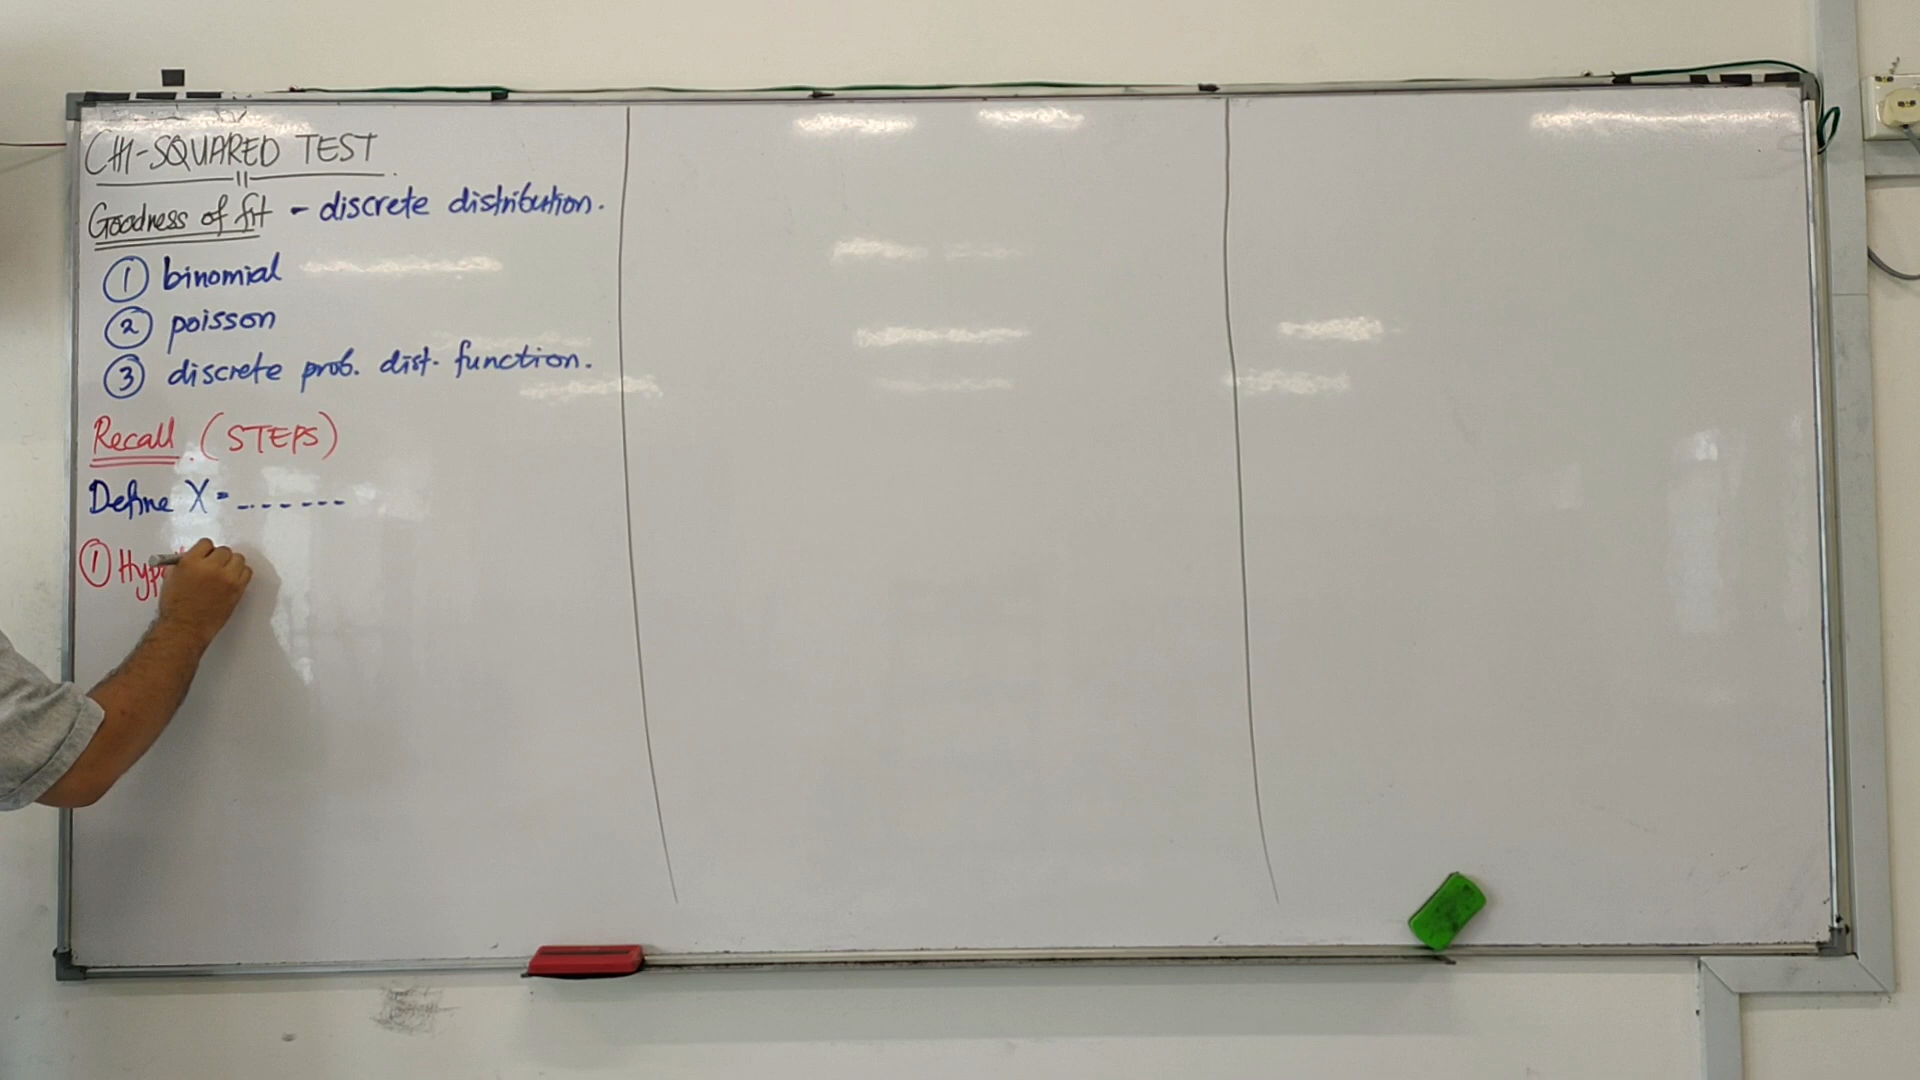 CHI-SQUARED TEST
Goodness of fit - discrete distribution.
① binomial
② poisson
③ discrete prob. dist. function.
Recall. (STEPS)
Define X = -------
①